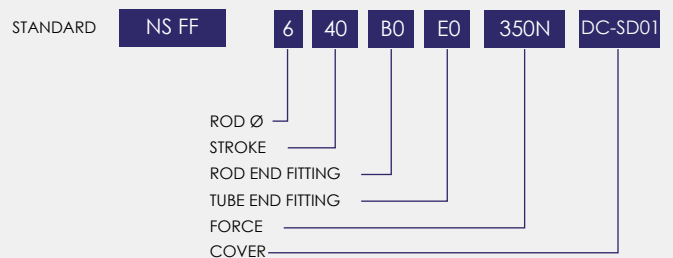 STANDARD NS FF 6 40 B0 E0 350N DC-SD01
ROD Ø
STROKE
ROD END FITTING
TUBE END FITTING
FORCE
COVER